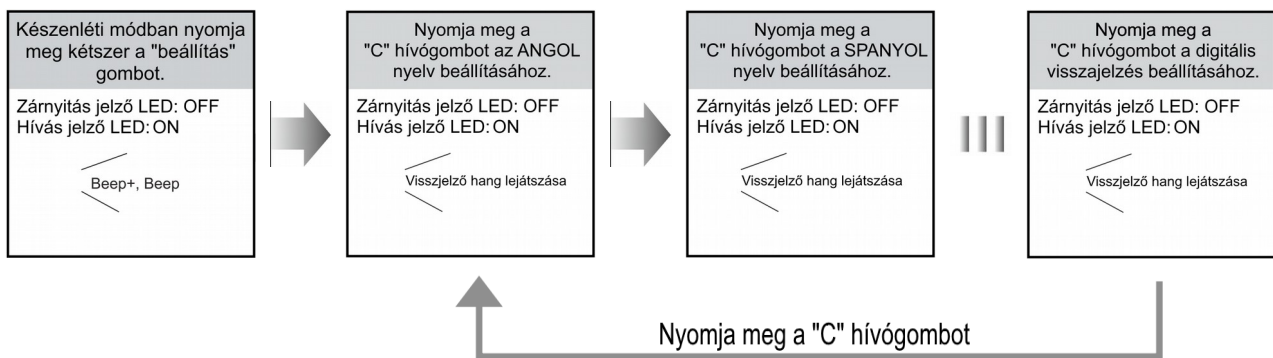 Készenléti módban nyomja
meg kétszer a "beállítás"
gombot.
Zárnyitás jelző LED: OFF
Hívás jelző LED: ON
Beep+, Beep
Nyomja meg a
"C" hívógombot az ANGOL
nyelv beállításához.
Zárnyitás jelző LED: OFF
Hívás jelző LED: ON
Visszjelző hang lejátszása
Nyomja meg a
"C" hívógombot a SPANYOL
nyelv beállításához.
Zárnyitás jelző LED: OFF
Hívás jelző LED: ON
Visszjelző hang lejátszása
Nyomja meg a
"C" hívógombot a digitális
visszajelzés beállításához.
Zárnyitás jelző LED: OFF
Hívás jelző LED: ON
Visszjelző hang lejátszása
Nyomja meg a "C" hívógombot